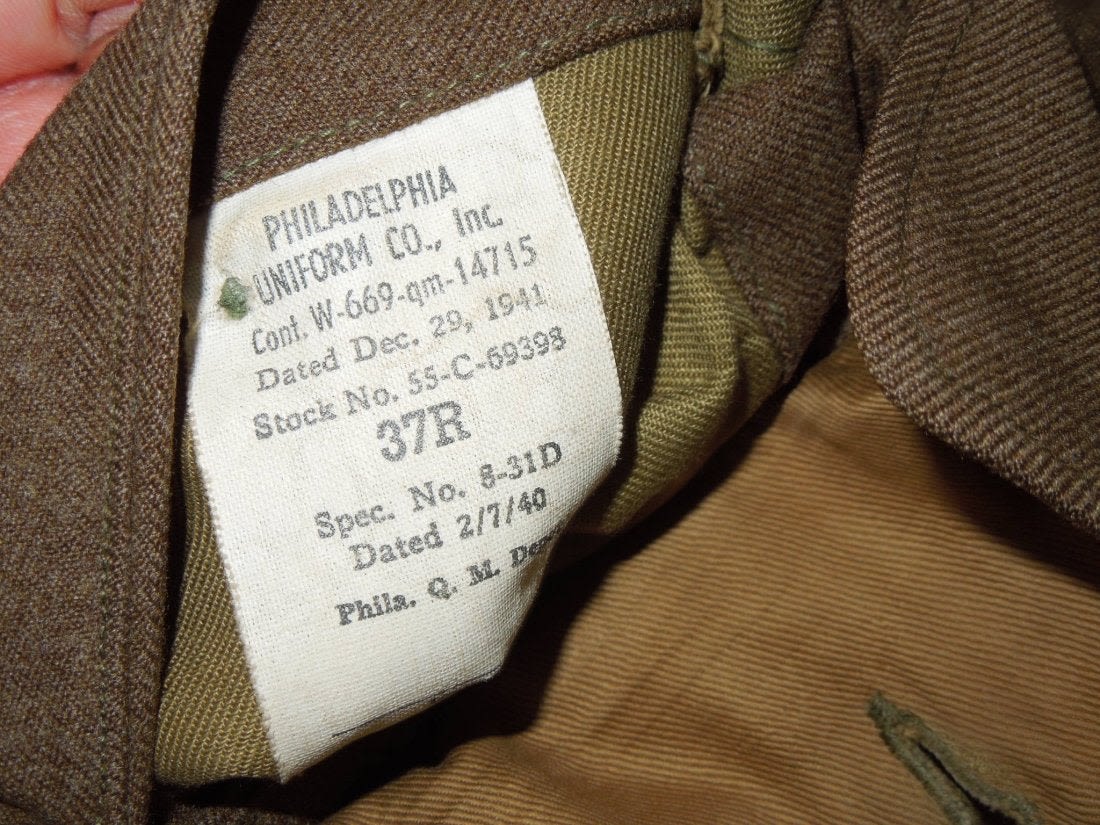 PHILADELPHIA
UNIFORM CO., Inc.
Cont. W-669-qm-14715
Dated Dec. 29, 1941
Stock No. 55-C-69398
37R
Spec. No. 8-31D
Dated 2/7/40
Phila. Q. M.